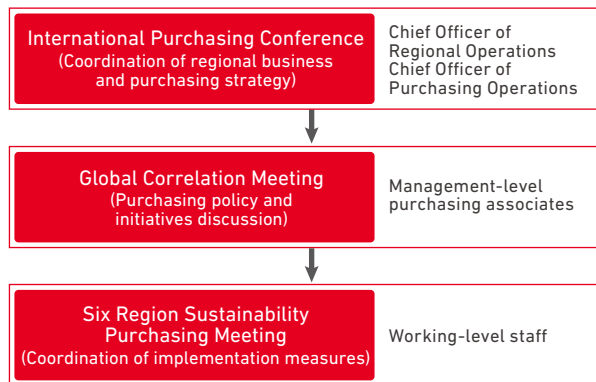 International Purchasing Conference
(Coordination of regional business
and purchasing strategy)
Chief Officer of
Regional Operations
Chief Officer of
Purchasing Operations
Global Correlation Meeting
(Purchasing policy and
initiatives discussion)
Management-level
purchasing associates
Six Region Sustainability
Purchasing Meeting
(Coordination of implementation measures)
Working-level staff